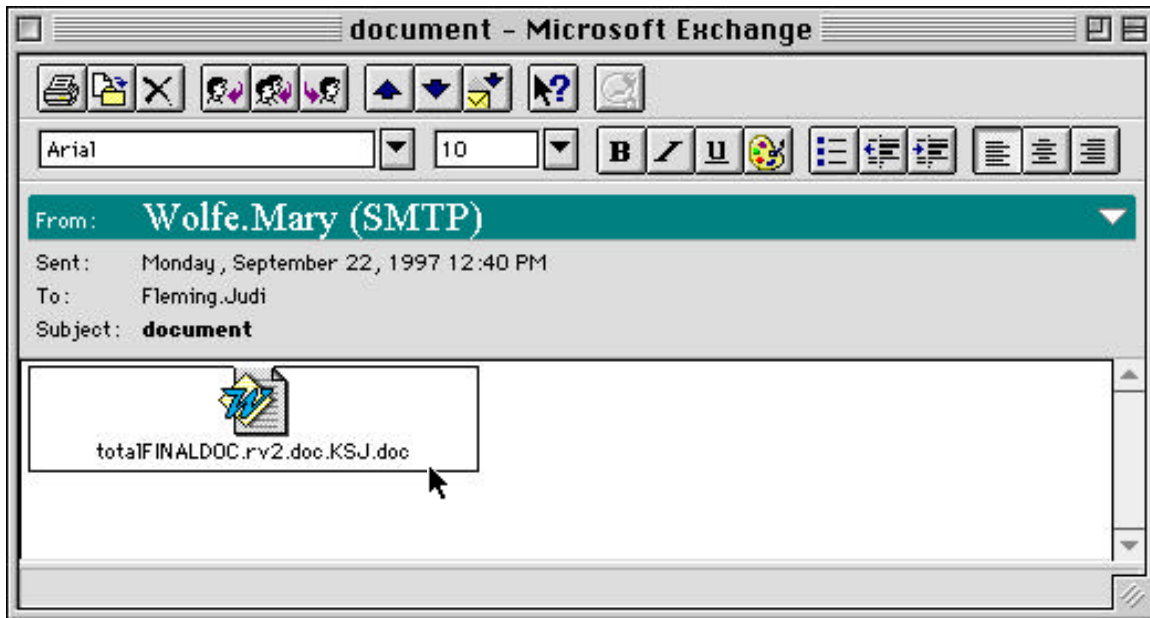 document - Microsoft Exchange
Arial 10 B I U
From: Wolfe.Mary (SMTP)
Sent: Monday, September 22, 1997 12:40 PM
To: Fleming.Judi
Subject: document
totalFINALDOC.rv2.doc.KSJ.doc